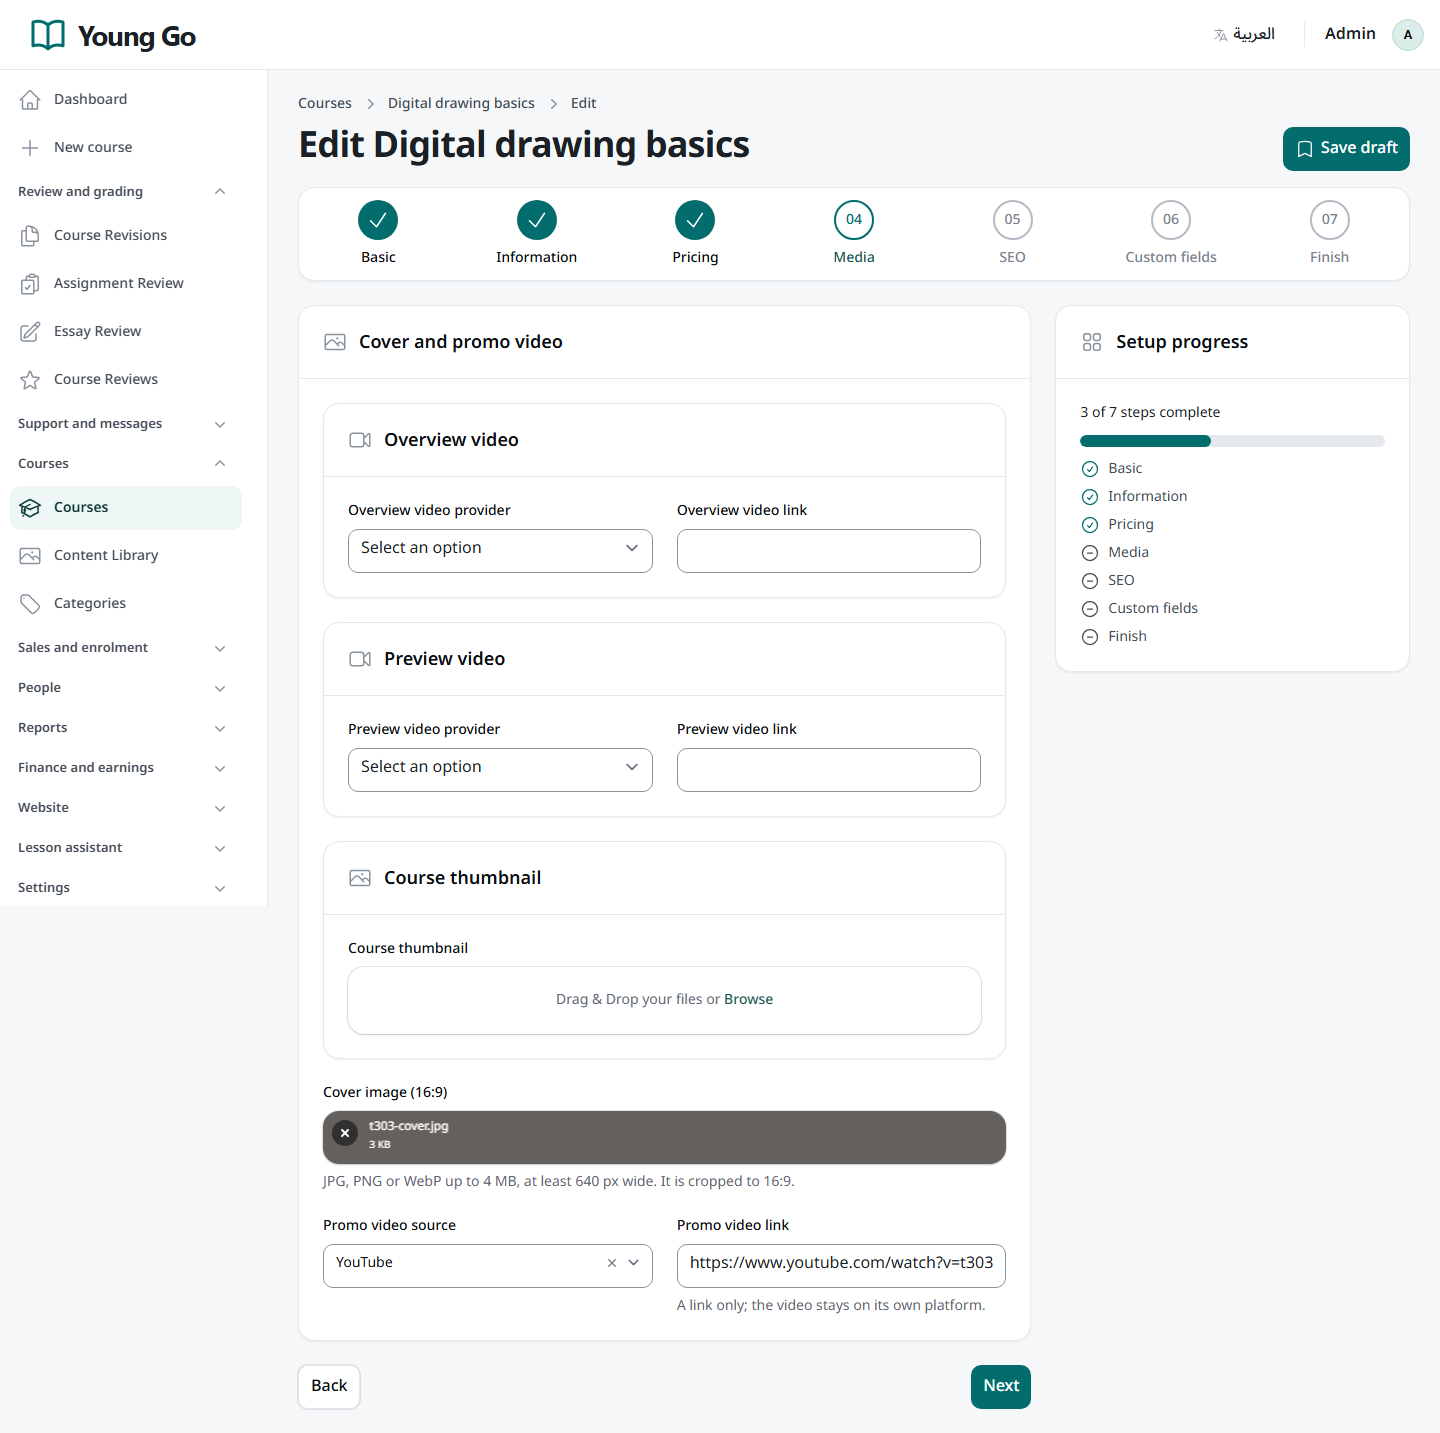 Young Go
العربية
Admin
A
Dashboard
New course
Review and grading
Course Revisions
Assignment Review
Essay Review
Course Reviews
Support and messages
Courses
Courses
Content Library
Categories
Sales and enrolment
People
Reports
Finance and earnings
Website
Lesson assistant
Settings
Courses > Digital drawing basics > Edit
Edit Digital drawing basics
Save draft
Basic
Information
Pricing
04
Media
05
SEO
06
Custom fields
07
Finish
Cover and promo video
Overview video
Overview video provider
Select an option
Overview video link
Preview video
Preview video provider
Select an option
Preview video link
Course thumbnail
Course thumbnail
Drag & Drop your files or Browse
Cover image (16:9)
t303-cover.jpg
3 KB
JPG, PNG or WebP up to 4 MB, at least 640 px wide. It is cropped to 16:9.
Promo video source
YouTube
Promo video link
https://www.youtube.com/watch?v=t303
A link only; the video stays on its own platform.
Back
Next
Setup progress
3 of 7 steps complete
Basic
Information
Pricing
Media
SEO
Custom fields
Finish